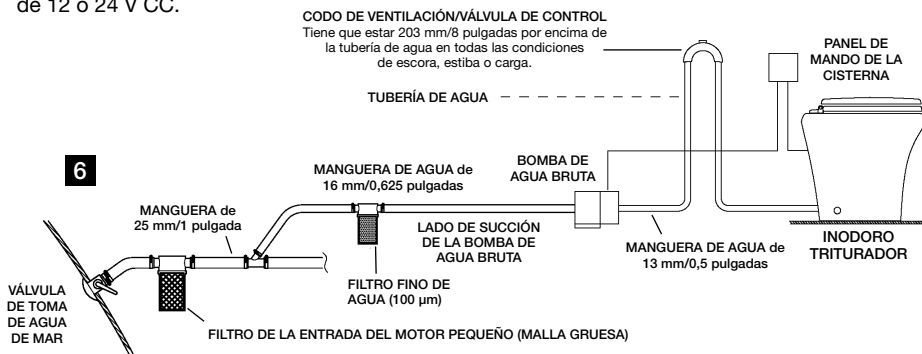 de 12 o 24 V CC.
CODO DE VENTILACIÓN/VÁLVULA DE CONTROL
Tiene que estar 203 mm/8 pulgadas por encima de
la tubería de agua en todas las condiciones
de escora, estiba o carga.
PANEL DE
MANDO DE LA
CISTERNA
TUBERÍA DE AGUA
6
MANGUERA DE AGUA de
16 mm/0,625 pulgadas
BOMBA DE
AGUA BRUTA
MANGUERA de
25 mm/1 pulgada
LADO DE SUCCIÓN
DE LA BOMBA DE
AGUA BRUTA
MANGUERA DE AGUA de
13 mm/0,5 pulgadas
INODORO
TRITURADOR
VÁLVULA
DE TOMA
DE AGUA
DE MAR
FILTRO FINO DE
AGUA (100 µm)
FILTRO DE LA ENTRADA DEL MOTOR PEQUEÑO (MALLA GRUESA)